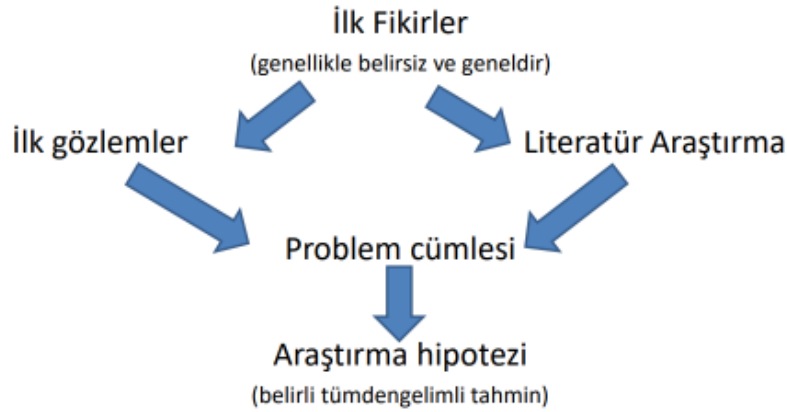 İlk Fikirler
(genellikle belirsiz ve geneldir)
İlk gözlemler
Literatür Araştırma
Problem cümlesi
Araştırma hipotezi
(belirli tümdengelimli tahmin)